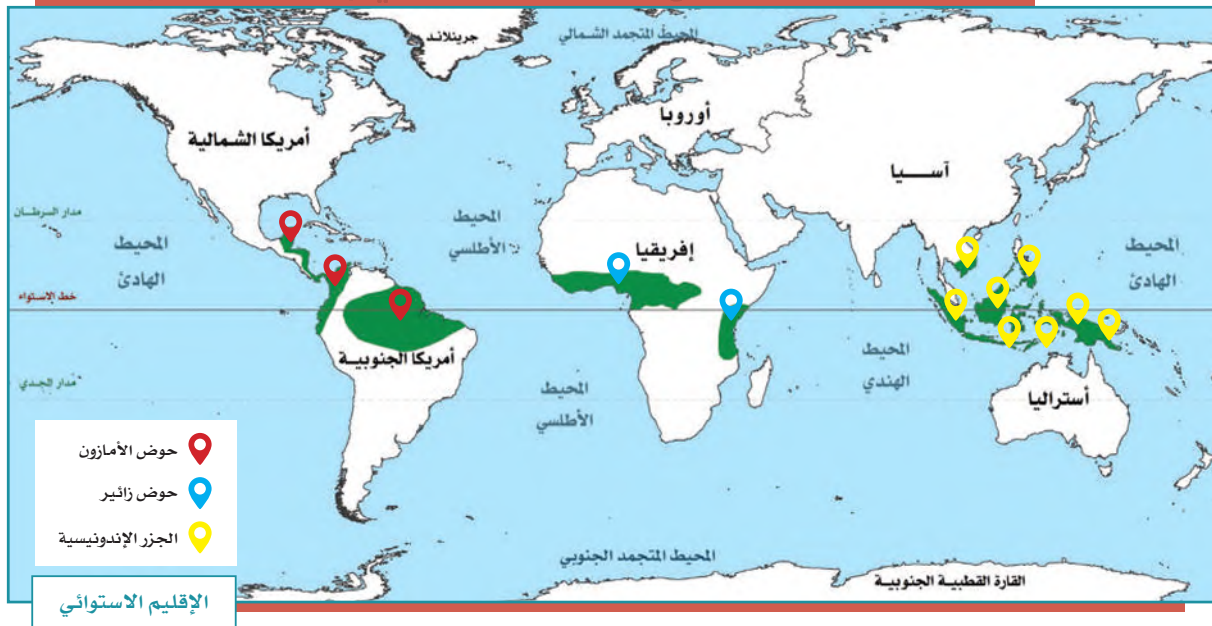 جرينلاند
المحيط المتجمد الشمالي
أوروبا
أمريكا الشمالية
آســـيا
مدار السرطان
المحيط
الهادئ
المحيط
الأطلسي
إفريقيا
المحيط
الهادئ
خط الاستواء
أمريكا الجنوبية
المحيط
الهندي
مدار الجدي
المحيط
الأطلسي
أستراليا
حوض الأمازون
حوض زائير
الجزر الإندونيسية
المحيط المتجمد الجنوبي
القارة القطبية الجنوبية
الإقليم الاستوائي